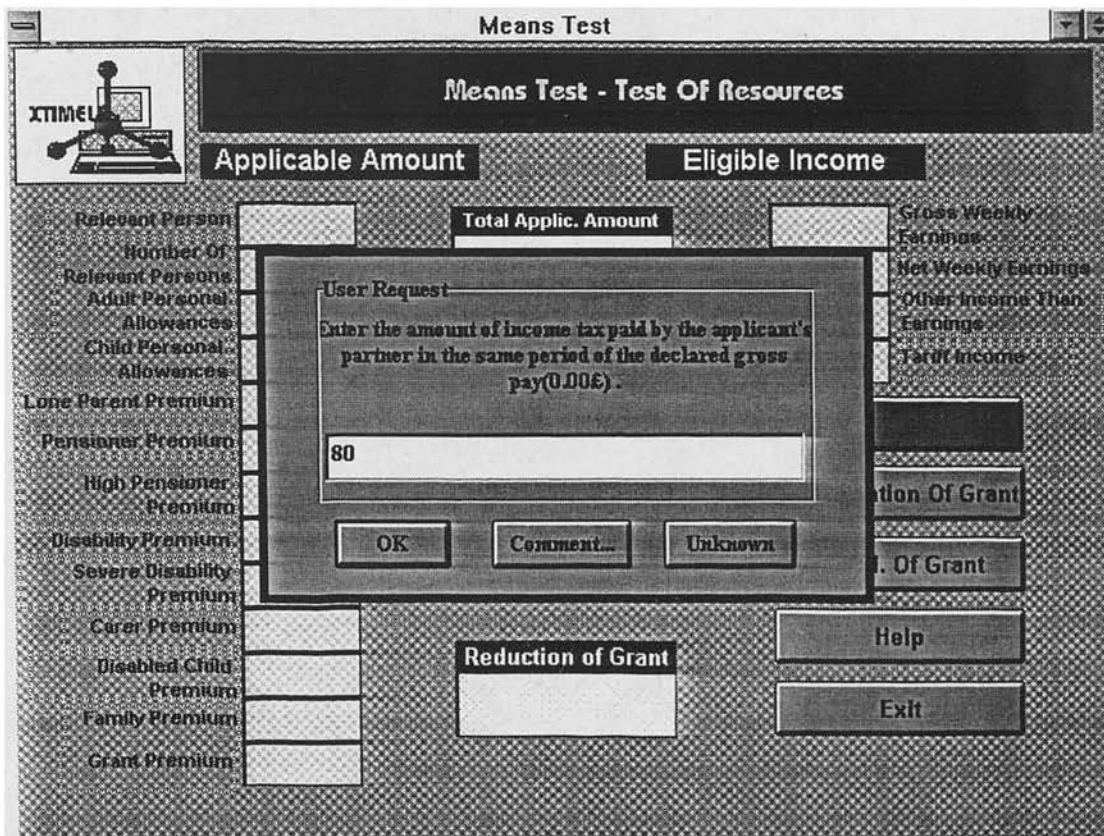 Means Test
Means Test - Test Of Resources
Applicable Amount
Eligible Income
Relevant Person
Number Of
Relevant Persons
Adult Personal.
Allowances
Child Personal.
Allowances
Lone Parent Premium
Pensioner Premium
High Pensioner
Premium
Disability Premium
Severe Disability
Premium
Carer Premium
Disabled Child
Premium
Family Premium
Grant Premium
Total Applic. Amount
Gross Weekly
Earnings
Net Weekly Earnings
Other Income Than
Earnings
Tariff Income
User Request
Enter the amount of income tax paid by the applicant's
partner in the same period of the declared gross
pay(0.00£) .
80
OK
Comment...
Unknown
Of Grant
Of Grant
Reduction of Grant
Help
Exit